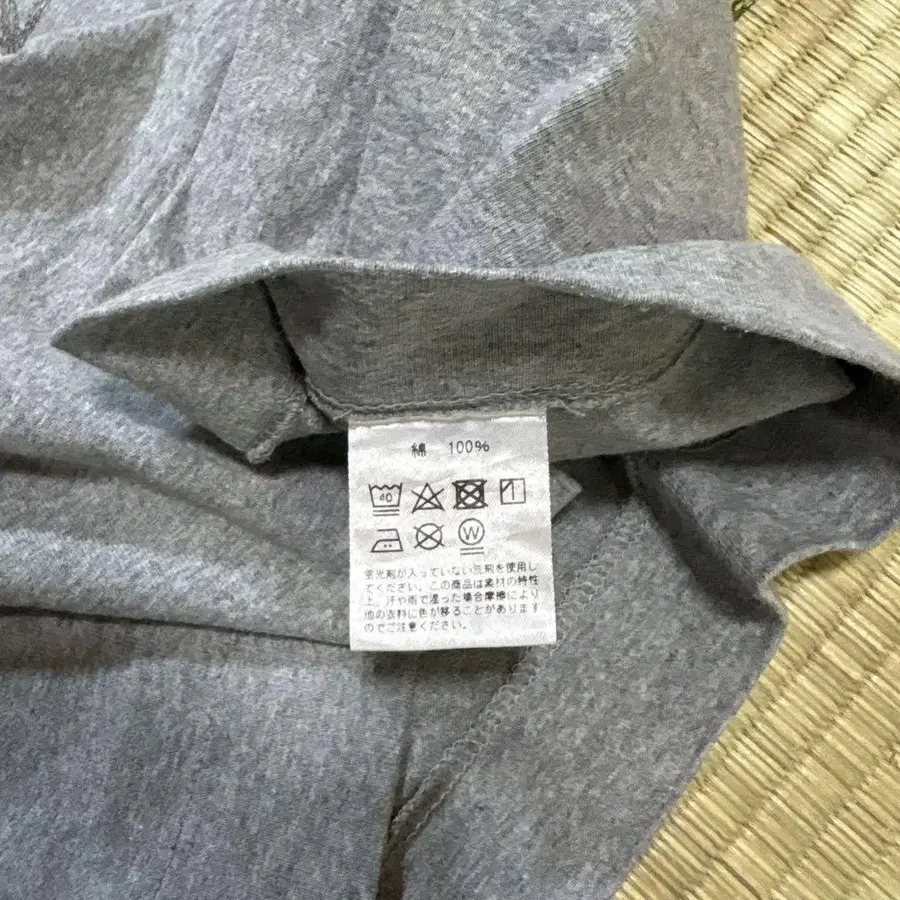 綿 100%
40
W
蛍光剤が入っていない洗剤を使用し
てください。この商品は素材の特性
上、汗や雨で湿った場合摩擦により
他の衣料に色が移ることがあります
のでご注意ください。